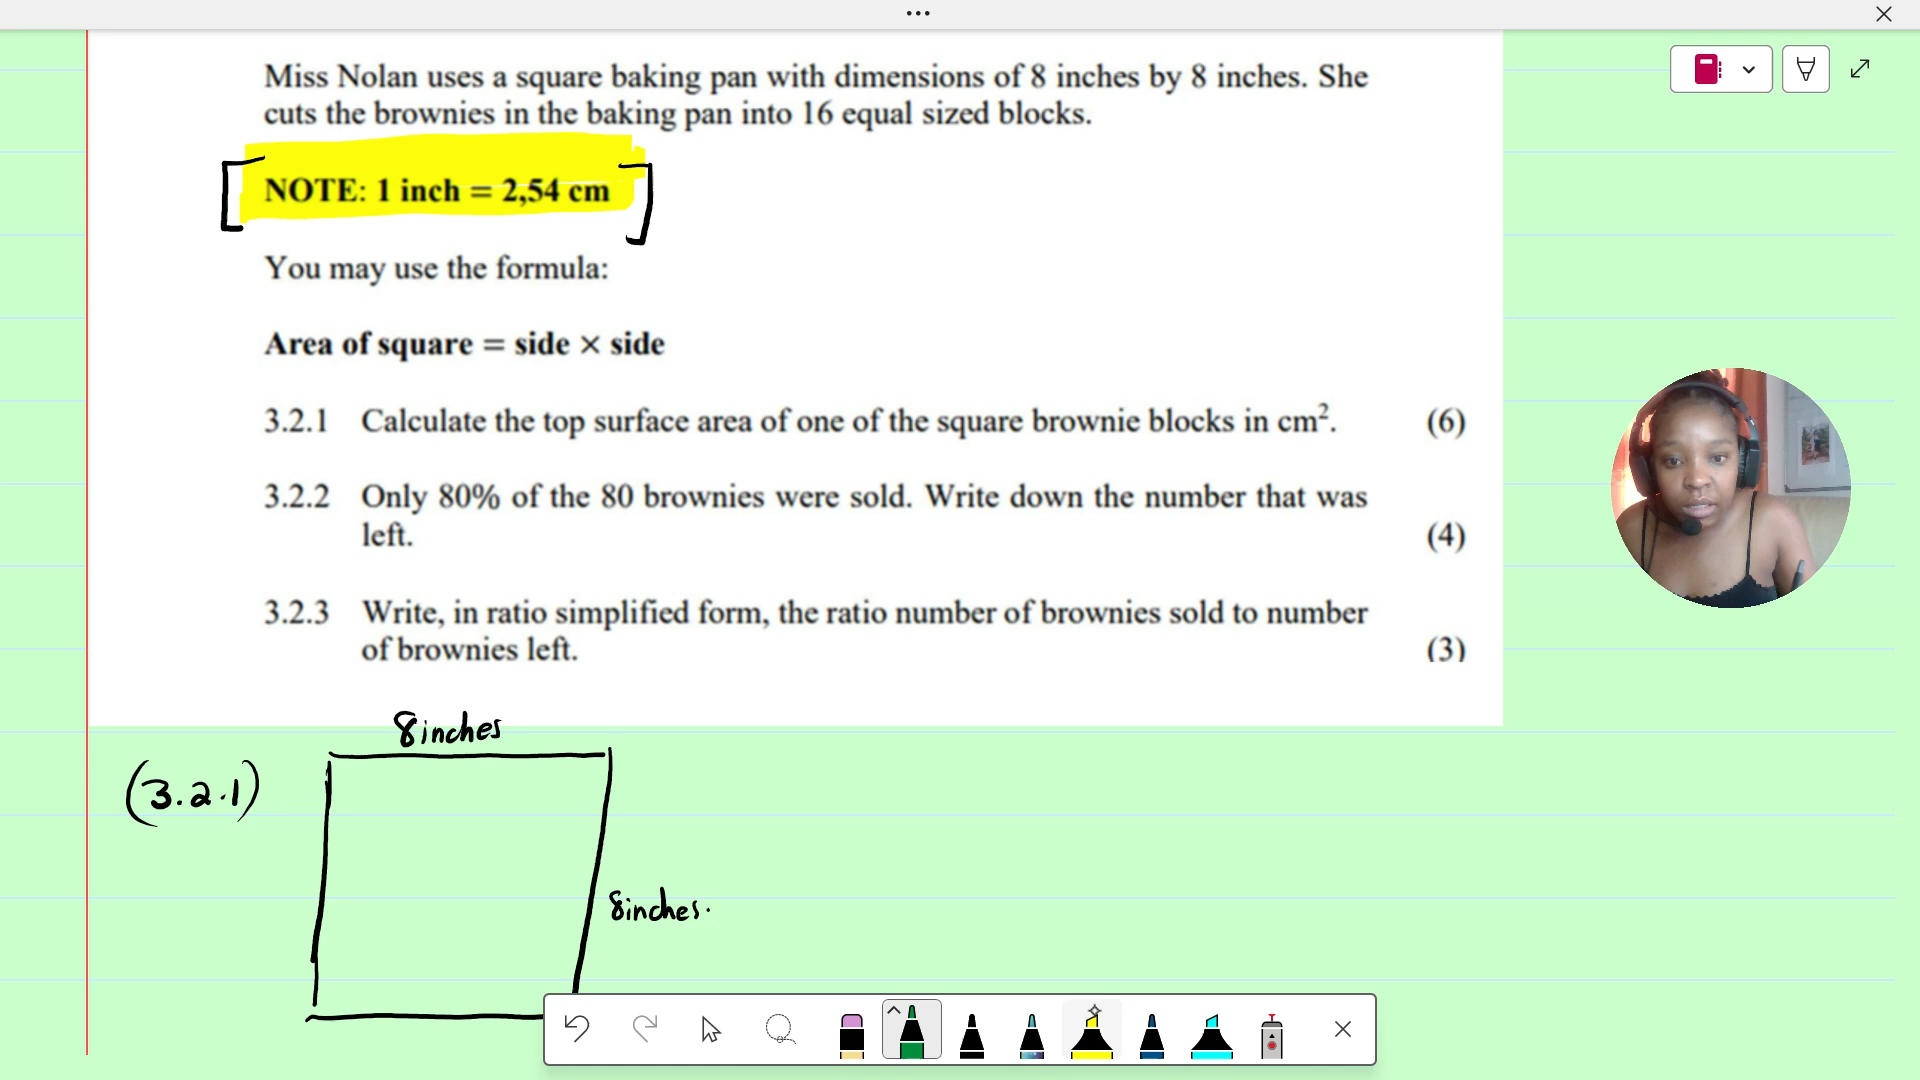 Miss Nolan uses a square baking pan with dimensions of 8 inches by 8 inches. She
cuts the brownies in the baking pan into 16 equal sized blocks.
NOTE: 1 inch = 2,54 cm
You may use the formula:
Area of square = side × side
3.2.1 Calculate the top surface area of one of the square brownie blocks in cm². (6)
3.2.2 Only 80% of the 80 brownies were sold. Write down the number that was
left. (4)
3.2.3 Write, in ratio simplified form, the ratio number of brownies sold to number
of brownies left. (3)
8inches
(3.2.1)
8inches.